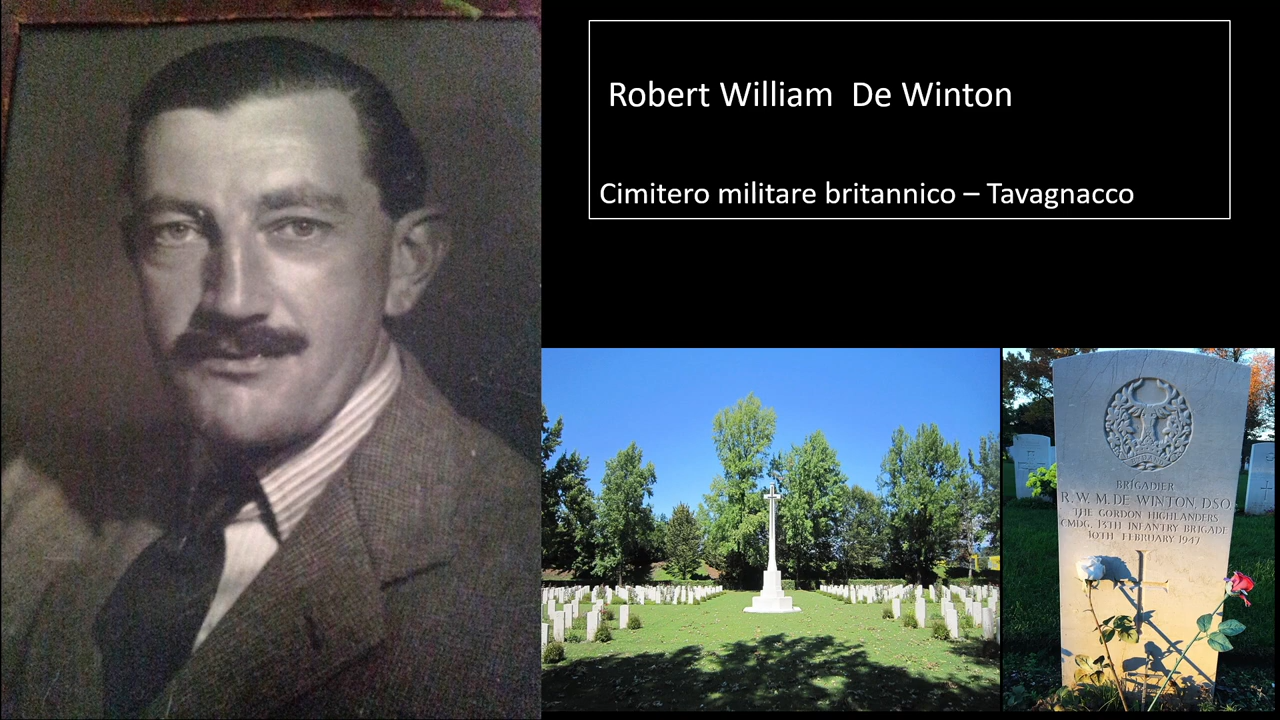 Robert William  De Winton
Cimitero militare britannico – Tavagnacco
BRIGADIER
R. W. M. DE WINTON, DSO
THE GORDON HIGHLANDERS
CMDG. 13TH INFANTRY BRIGADE
10TH FEBRUARY 1947